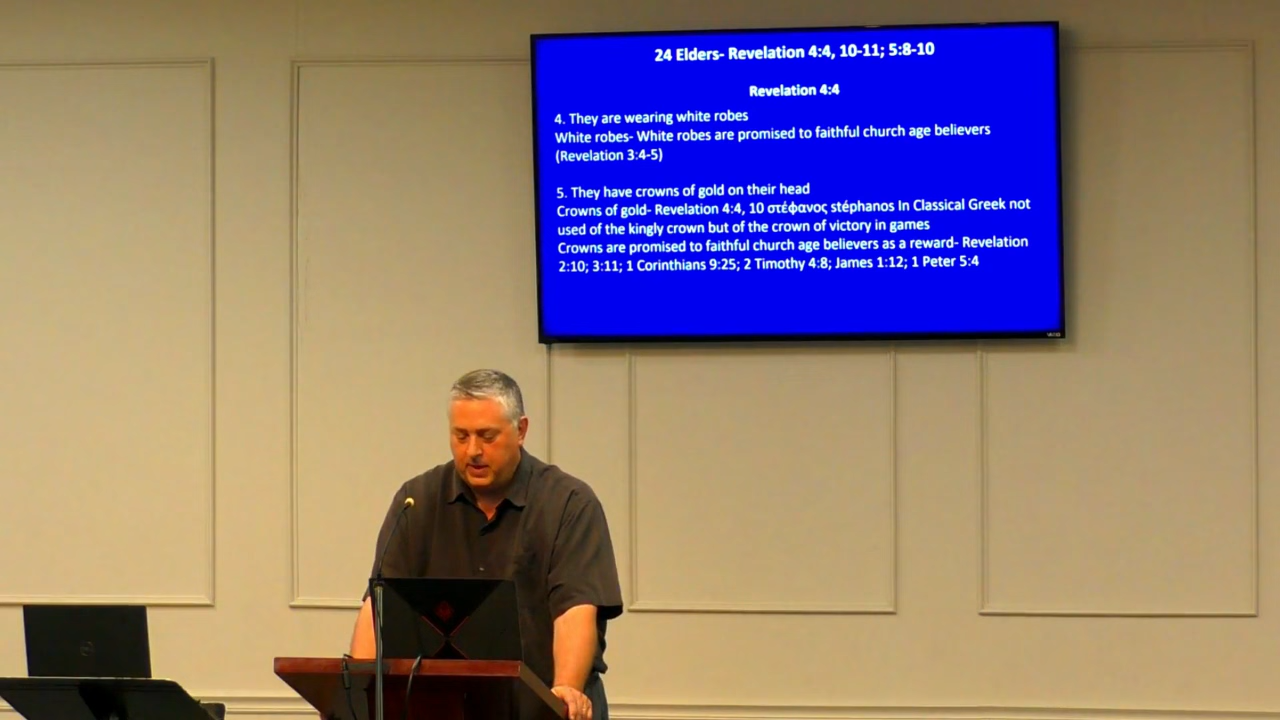 24 Elders- Revelation 4:4, 10-11; 5:8-10
Revelation 4:4
4. They are wearing white robes
White robes- White robes are promised to faithful church age believers
(Revelation 3:4-5)
5. They have crowns of gold on their head
Crowns of gold- Revelation 4:4, 10 στέφανος stéphanos In Classical Greek not
used of the kingly crown but of the crown of victory in games
Crowns are promised to faithful church age believers as a reward- Revelation
2:10; 3:11; 1 Corinthians 9:25; 2 Timothy 4:8; James 1:12; 1 Peter 5:4